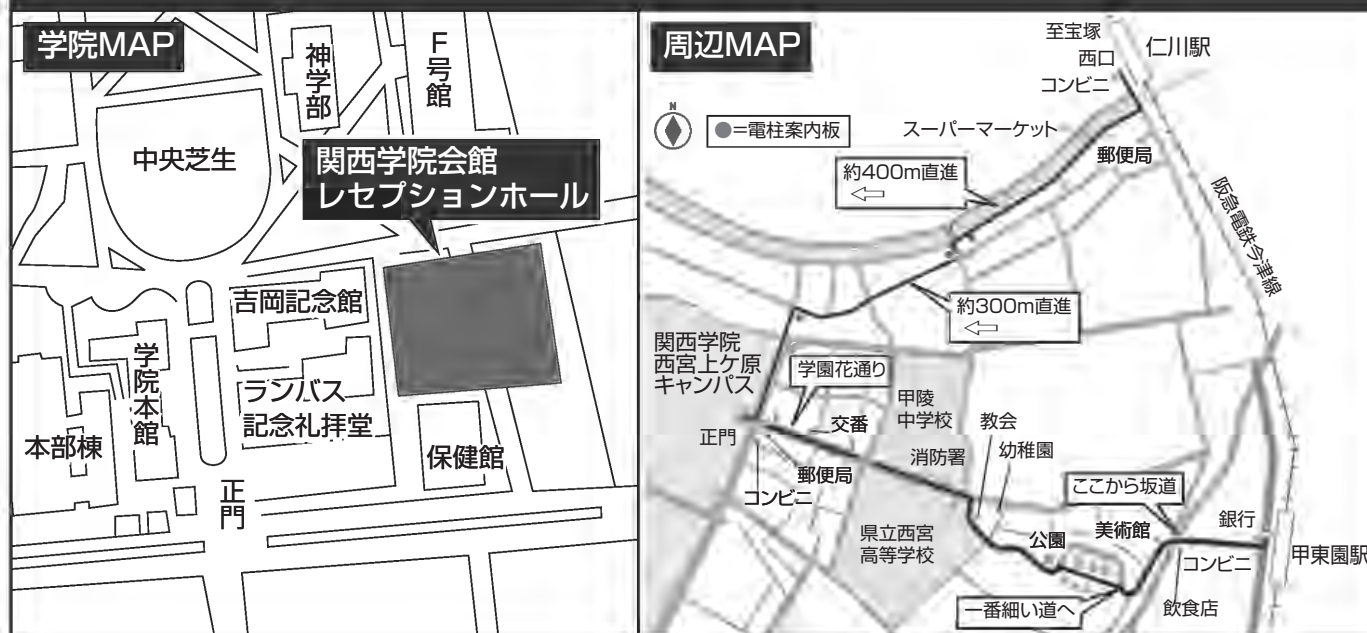 学院MAP
神学部
F号館
中央芝生
関西学院会館
レセプションホール
吉岡記念館
学院本館
ランバス
記念礼拝堂
本部棟
保健館
正門
周辺MAP
至宝塚
西口
コンビニ
仁川駅
N
●=電柱案内板
スーパーマーケット
郵便局
約400m直進
⇦
阪急電鉄今津線
約300m直進
⇦
関西学院
西宮上ケ原
キャンパス
学園花通り
甲陵
中学校
交番
教会
正門
消防署
幼稚園
郵便局
コンビニ
ここから坂道
県立西宮
高等学校
公園
美術館
銀行
コンビニ
甲東園駅
一番細い道へ
飲食店